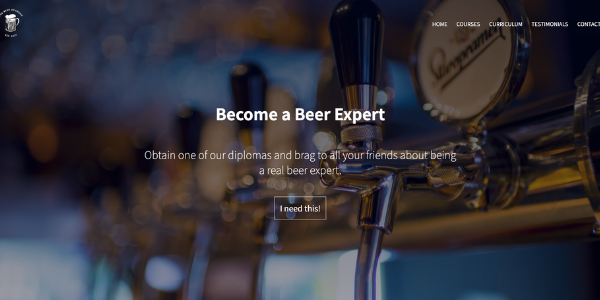 HOME COURSES CURRICULUM TESTIMONIALS CONTACT
Staropramen
Become a Beer Expert
Obtain one of our diplomas and brag to all your friends about being
a real beer expert.
I need this!